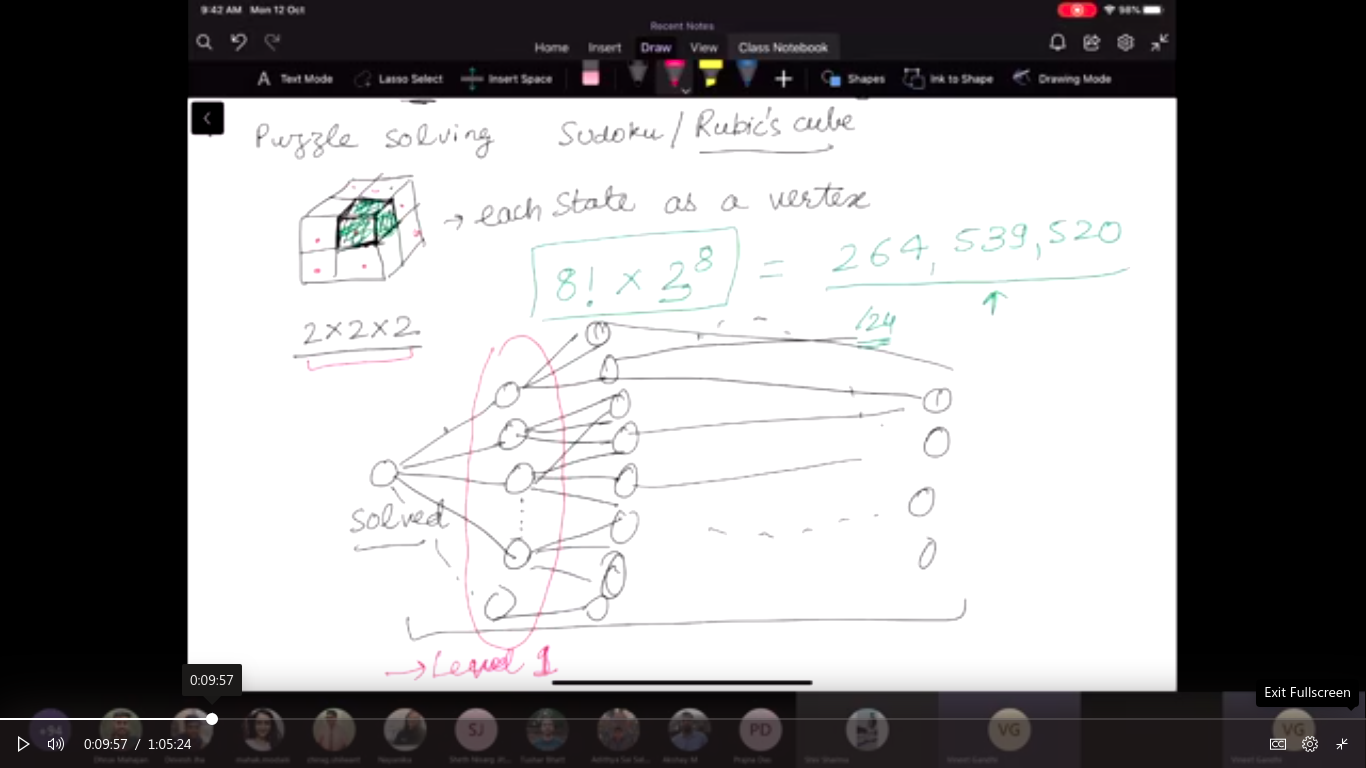 9:42 AM Mon 12 Oct
98%
Recent Notes
Home Insert Draw View Class Notebook
Text Mode Lasso Select Insert Space Shapes Ink to Shape Drawing Mode
Puzzle solving Sudoku / Rubic's cube
→ each State as a vertex
8! × 3^8 = 264,539,520
↑
2×2×2
/24
solved
→ Level 1
0:09:57
Exit Fullscreen
SJ PD VG VG
0:09:57 / 1:05:24
CC